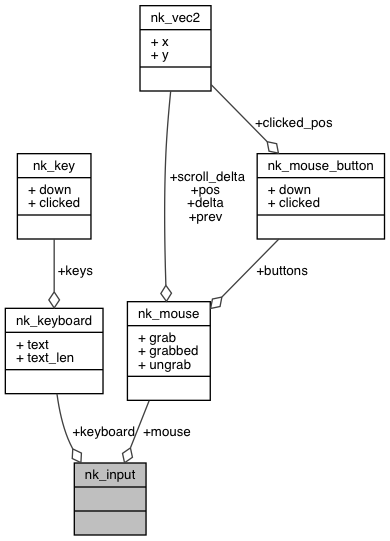 nk_vec2
+ x
+ y
+clicked_pos
nk_key
+ down
+ clicked
+scroll_delta
+pos
+delta
+prev
nk_mouse_button
+ down
+ clicked
+keys
+buttons
nk_keyboard
+ text
+ text_len
nk_mouse
+ grab
+ grabbed
+ ungrab
+keyboard
+mouse
nk_input